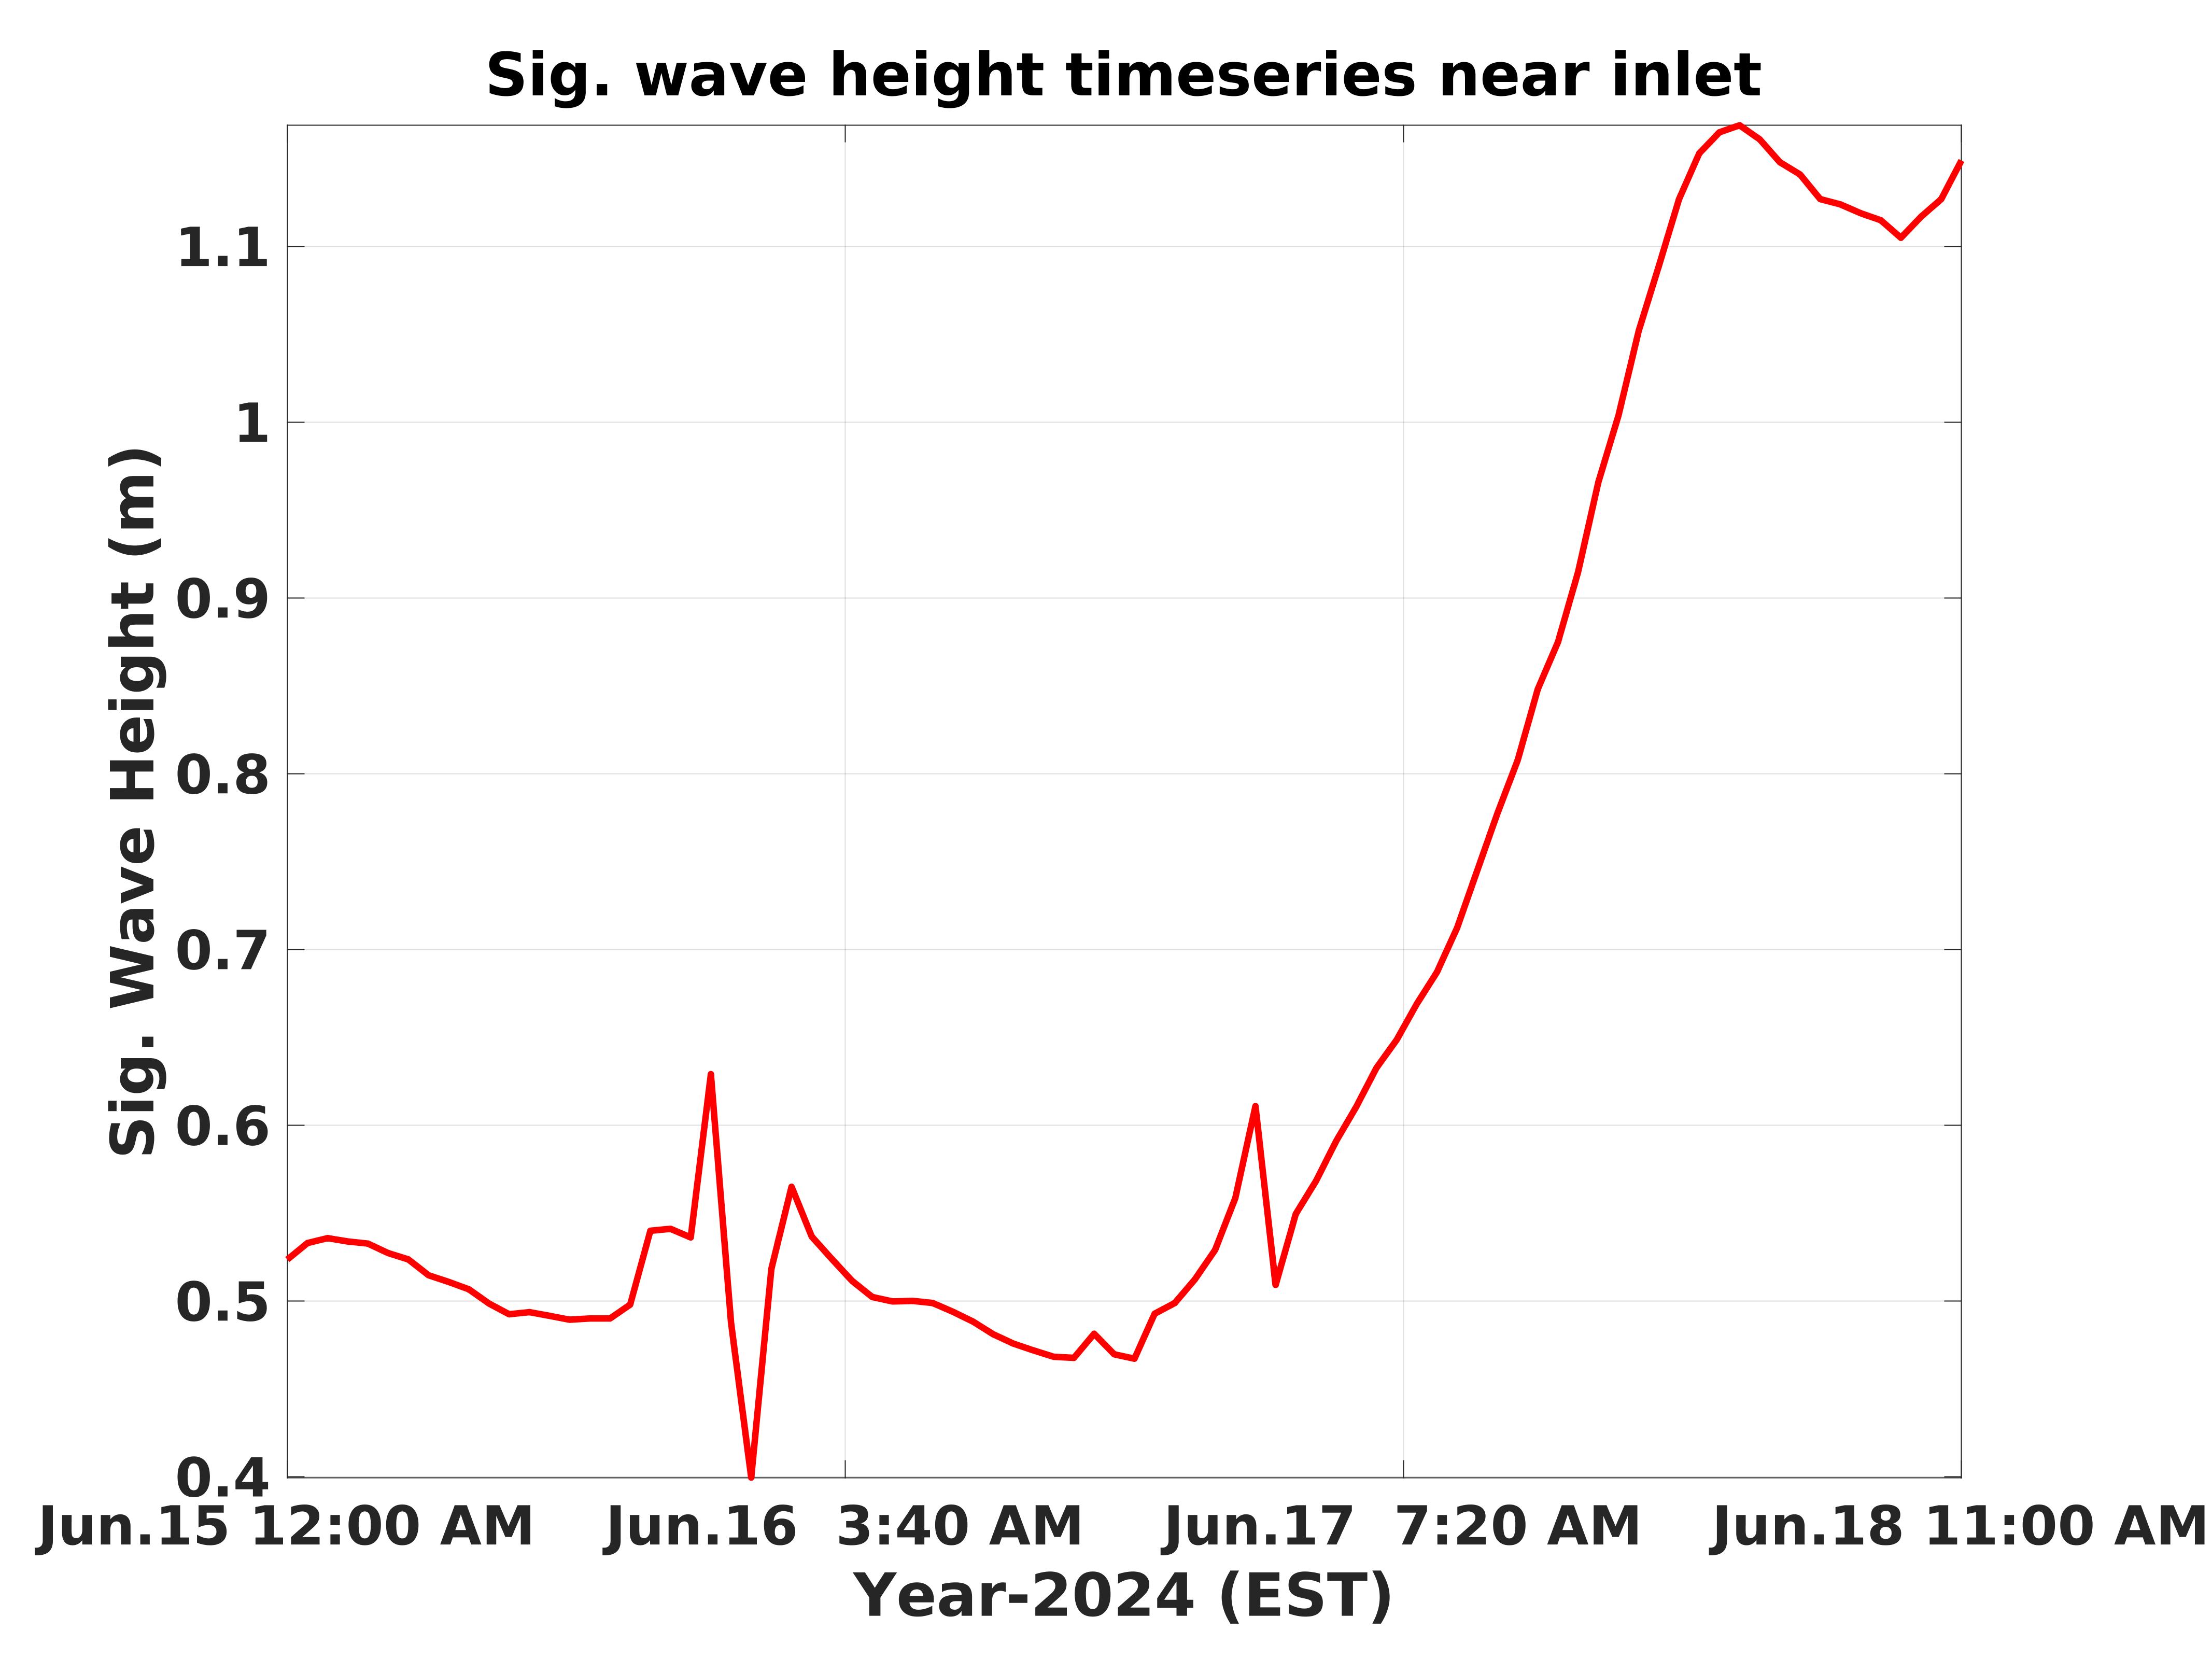 Sig. wave height timeseries near inlet
Sig. Wave Height (m)
1.1
1
0.9
0.8
0.7
0.6
0.5
0.4
Jun.15 12:00 AM
Jun.16  3:40 AM
Jun.17  7:20 AM
Jun.18 11:00 AM
Year-2024 (EST)